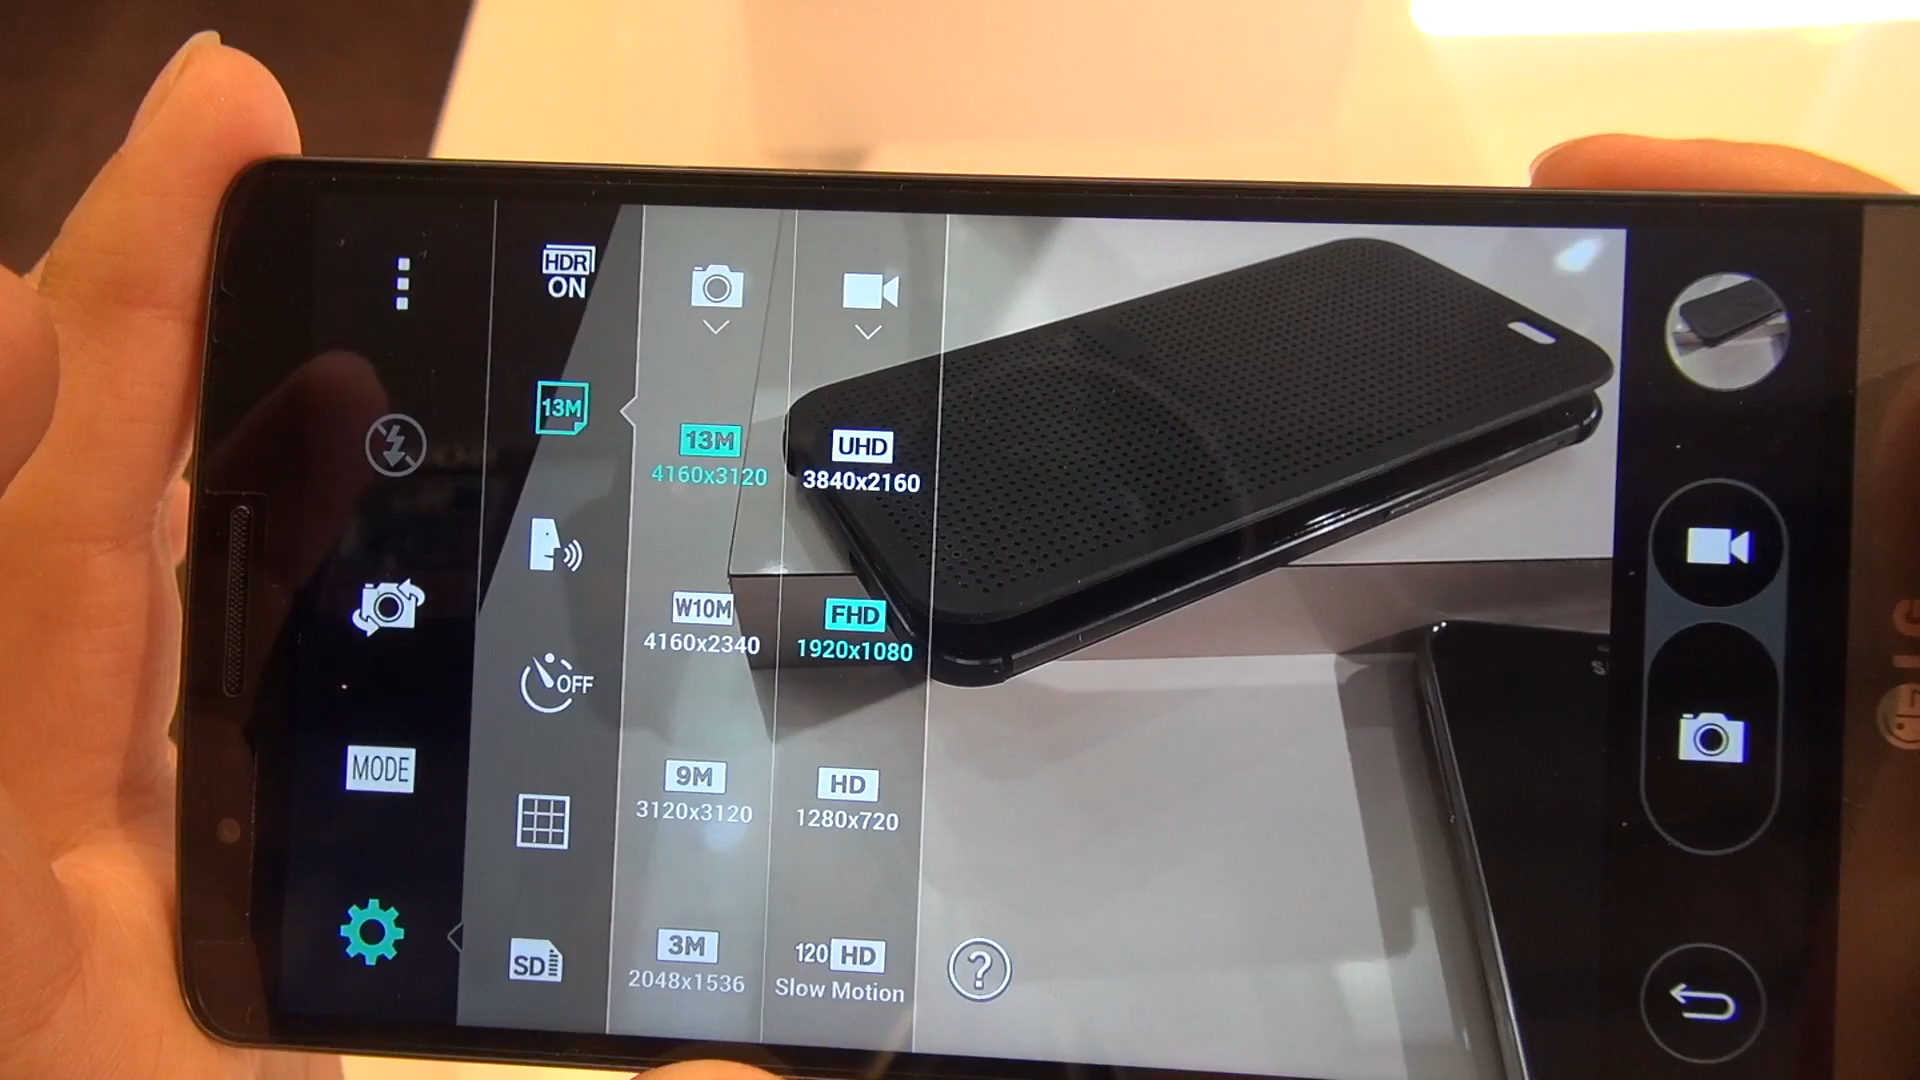 HDR
ON
13M
OFF
SD
MODE
13M
4160x3120
W10M
4160x2340
9M
3120x3120
3M
2048x1536
UHD
3840x2160
FHD
1920x1080
HD
1280x720
120 HD
Slow Motion
?
LG